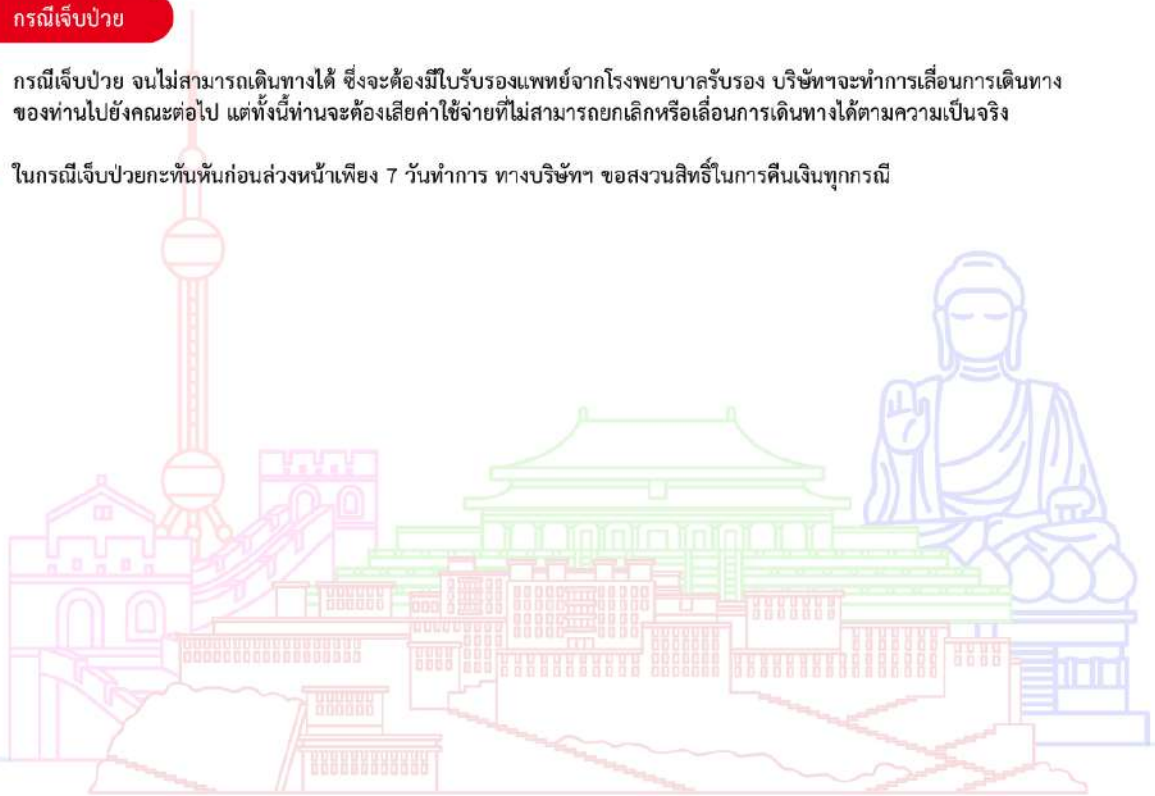 กรณีเจ็บป่วย
กรณีเจ็บป่วย จนไม่สามารถเดินทางได้ ซึ่งจะต้องมีใบรับรองแพทย์จากโรงพยาบาลรับรอง บริษัทฯจะทำการเลื่อนการเดินทาง
ของท่านไปยังคณะต่อไป แต่ทั้งนี้ท่านจะต้องเสียค่าใช้จ่ายที่ไม่สามารถยกเลิกหรือเลื่อนการเดินทางได้ตามความเป็นจริง
ในกรณีเจ็บป่วยกะทันหันก่อนล่วงหน้าเพียง 7 วันทำการ ทางบริษัทฯ ขอสงวนสิทธิ์ในการคืนเงินทุกกรณี